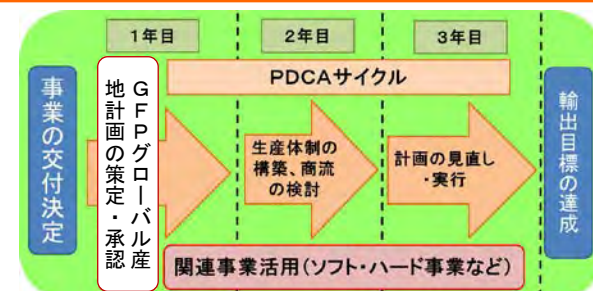 1年目
2年目
3年目
事業の交付決定
GFPグローバル産
地計画の策定・承認
PDCAサイクル
生産体制の
構築、商流
の検討
計画の見直し
・実行
関連事業活用(ソフト・ハード事業など)
輸出目標の達成